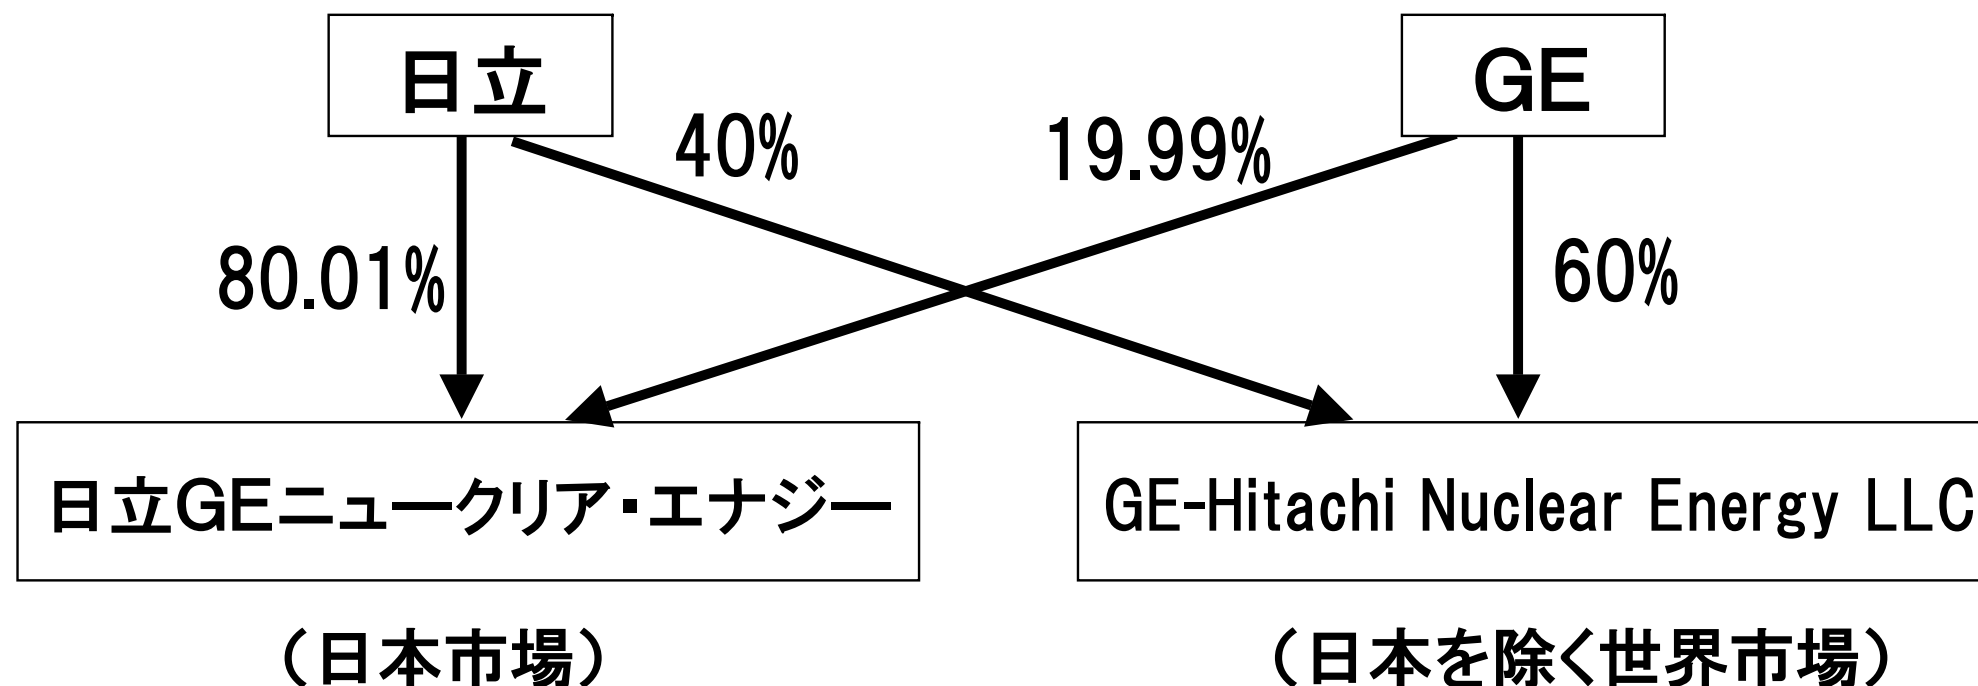 日立
GE
40%
19.99%
80.01%
60%
日立GEニュークリア・エナジー
GE-Hitachi Nuclear Energy LLC
（日本市場）
（日本を除く世界市場）